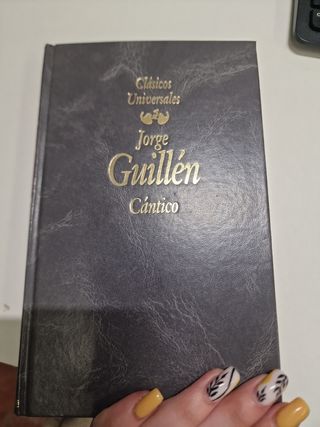 Clásicos
Universales
Jorge
Guillén
Cántico